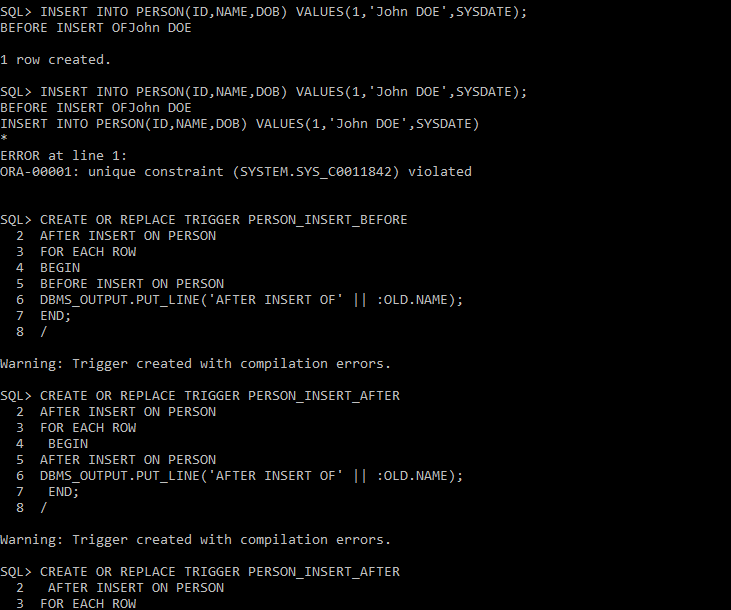 SQL> INSERT INTO PERSON(ID,NAME,DOB) VALUES(1,'John DOE',SYSDATE);
BEFORE INSERT OFJohn DOE
1 row created.
SQL> INSERT INTO PERSON(ID,NAME,DOB) VALUES(1,'John DOE',SYSDATE);
BEFORE INSERT OFJohn DOE
INSERT INTO PERSON(ID,NAME,DOB) VALUES(1,'John DOE',SYSDATE)
*
ERROR at line 1:
ORA-00001: unique constraint (SYSTEM.SYS_C0011842) violated
SQL> CREATE OR REPLACE TRIGGER PERSON_INSERT_BEFORE
2 AFTER INSERT ON PERSON
3 FOR EACH ROW
4 BEGIN
5 BEFORE INSERT ON PERSON
6 DBMS_OUTPUT.PUT_LINE('AFTER INSERT OF' || :OLD.NAME);
7 END;
8 /
Warning: Trigger created with compilation errors.
SQL> CREATE OR REPLACE TRIGGER PERSON_INSERT_AFTER
2 AFTER INSERT ON PERSON
3 FOR EACH ROW
4 BEGIN
5 AFTER INSERT ON PERSON
6 DBMS_OUTPUT.PUT_LINE('AFTER INSERT OF' || :OLD.NAME);
7 END;
8 /
Warning: Trigger created with compilation errors.
SQL> CREATE OR REPLACE TRIGGER PERSON_INSERT_AFTER
2 AFTER INSERT ON PERSON
3 FOR EACH ROW